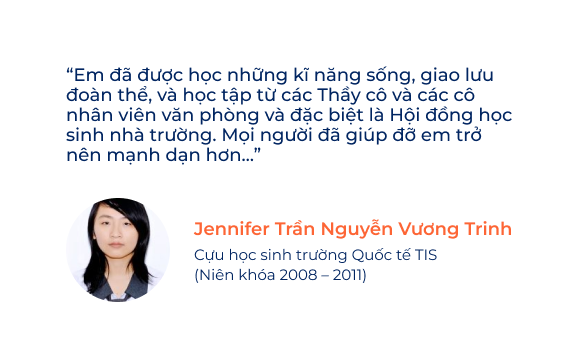 “Em đã được học những kĩ năng sống, giao lưu
đoàn thể, và học tập từ các Thầy cô và các cô
nhân viên văn phòng và đặc biệt là Hội đồng học
sinh nhà trường. Mọi người đã giúp đỡ em trở
nên mạnh dạn hơn...”
Jennifer Trần Nguyễn Vương Trinh
Cựu học sinh trường Quốc tế TIS
(Niên khóa 2008 – 2011)